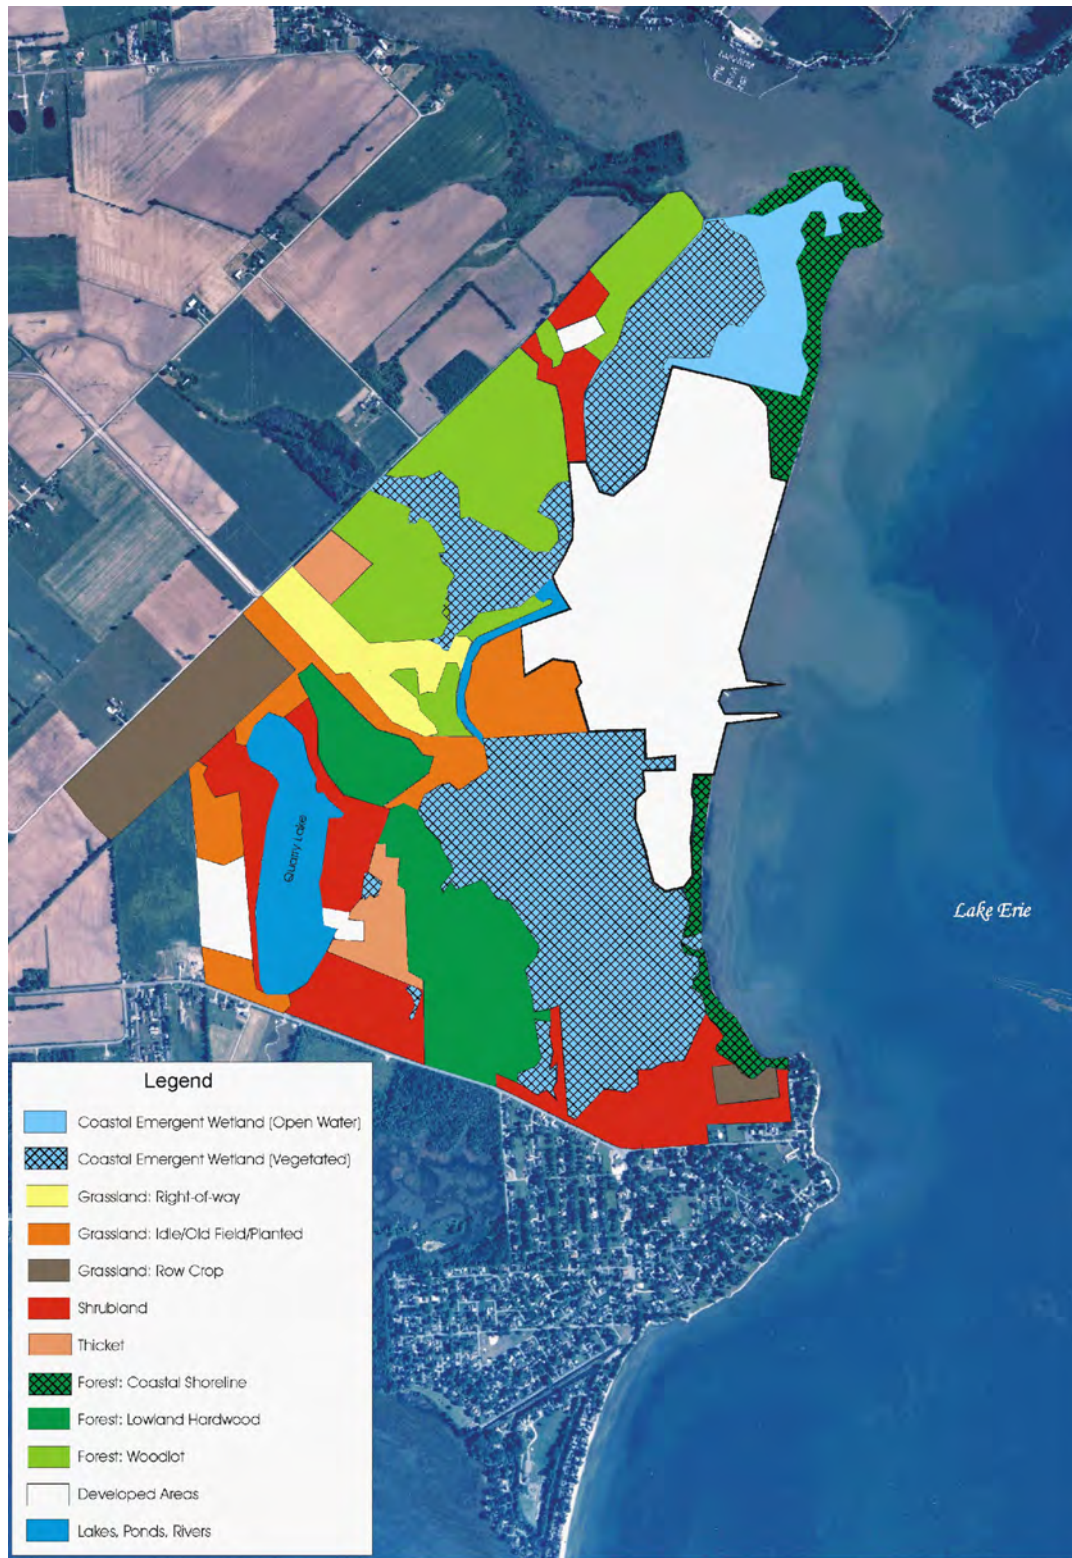 Quarry Lake
Lake Erie
Legend
Coastal Emergent Wetland (Open Water)
Coastal Emergent Wetland (Vegetated)
Grassland: Right-of-way
Grassland: Idle/Old Field/Planted
Grassland: Row Crop
Shrubland
Thicket
Forest: Coastal Shoreline
Forest: Lowland Hardwood
Forest: Woodlot
Developed Areas
Lakes, Ponds, Rivers